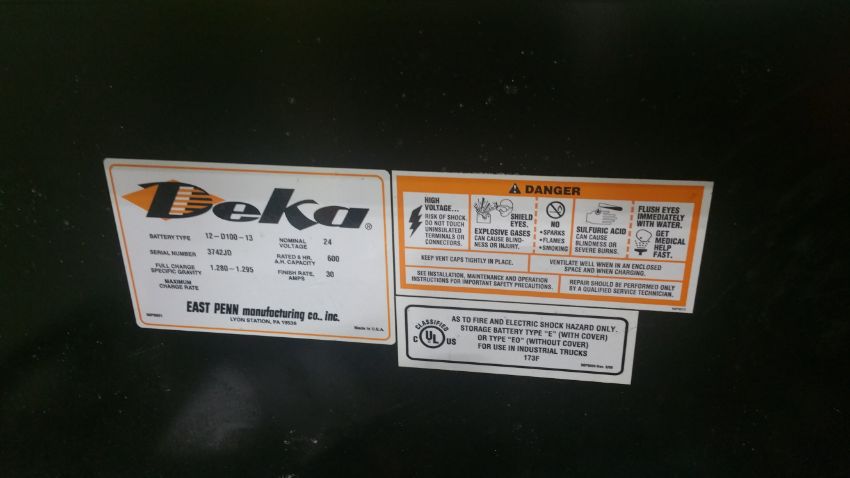 Deka®
BATTERY TYPE 12-D100-13 NOMINAL VOLTAGE 24
SERIAL NUMBER 3742JD RATED 6 HR. A.H. CAPACITY 600
FULL CHARGE SPECIFIC GRAVITY 1.280-1.295 FINISH RATE, AMPS 30
MAXIMUM CHARGE RATE
EAST PENN manufacturing co., inc.
LYON STATION, PA 19536
Made in U.S.A.
DANGER
HIGH
VOLTAGE...
RISK OF SHOCK.
DO NOT TOUCH
UNINSULATED
TERMINALS OR
CONNECTORS.
SHIELD
EYES.
EXPLOSIVE GASES
CAN CAUSE BLIND-
NESS OR INJURY.
NO
•SPARKS
•FLAMES
•SMOKING
SULFURIC ACID
CAN CAUSE
BLINDNESS OR
SEVERE BURNS.
FLUSH EYES
IMMEDIATELY
WITH WATER.
GET
MEDICAL
HELP
FAST.
KEEP VENT CAPS TIGHTLY IN PLACE.
VENTILATE WELL WHEN IN AN ENCLOSED
SPACE AND WHEN CHARGING.
SEE INSTALLATION, MAINTENANCE AND OPERATION
INSTRUCTIONS FOR IMPORTANT SAFETY PRECAUTIONS.
REPAIR SHOULD BE PERFORMED ONLY
BY A QUALIFIED SERVICE TECHNICIAN.
CLASSIFIED
C UL US
AS TO FIRE AND ELECTRIC SHOCK HAZARD ONLY.
STORAGE BATTERY TYPE "E" (WITH COVER)
OR TYPE "EO" (WITHOUT COVER)
FOR USE IN INDUSTRIAL TRUCKS
173F